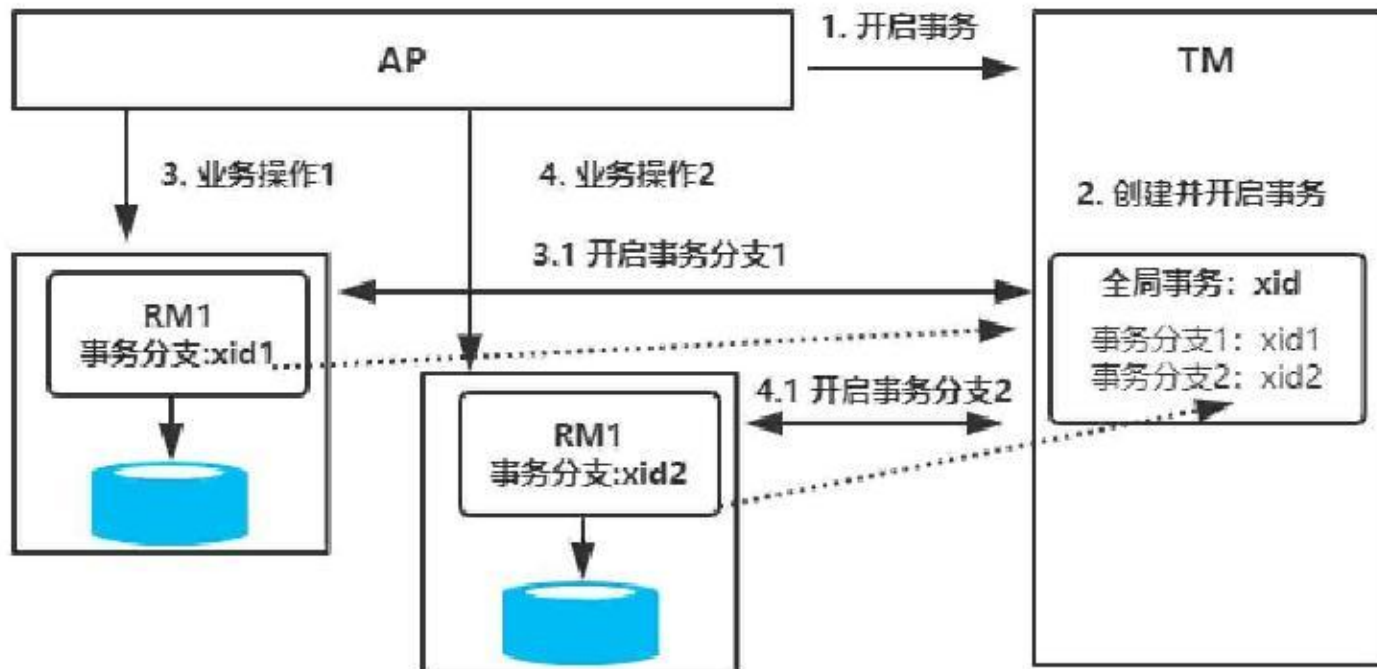 AP
1. 开启事务
TM
3. 业务操作1
4. 业务操作2
2. 创建并开启事务
3.1 开启事务分支1
全局事务：xid
事务分支1：xid1
事务分支2：xid2
RM1
事务分支:xid1
4.1 开启事务分支2
RM1
事务分支:xid2